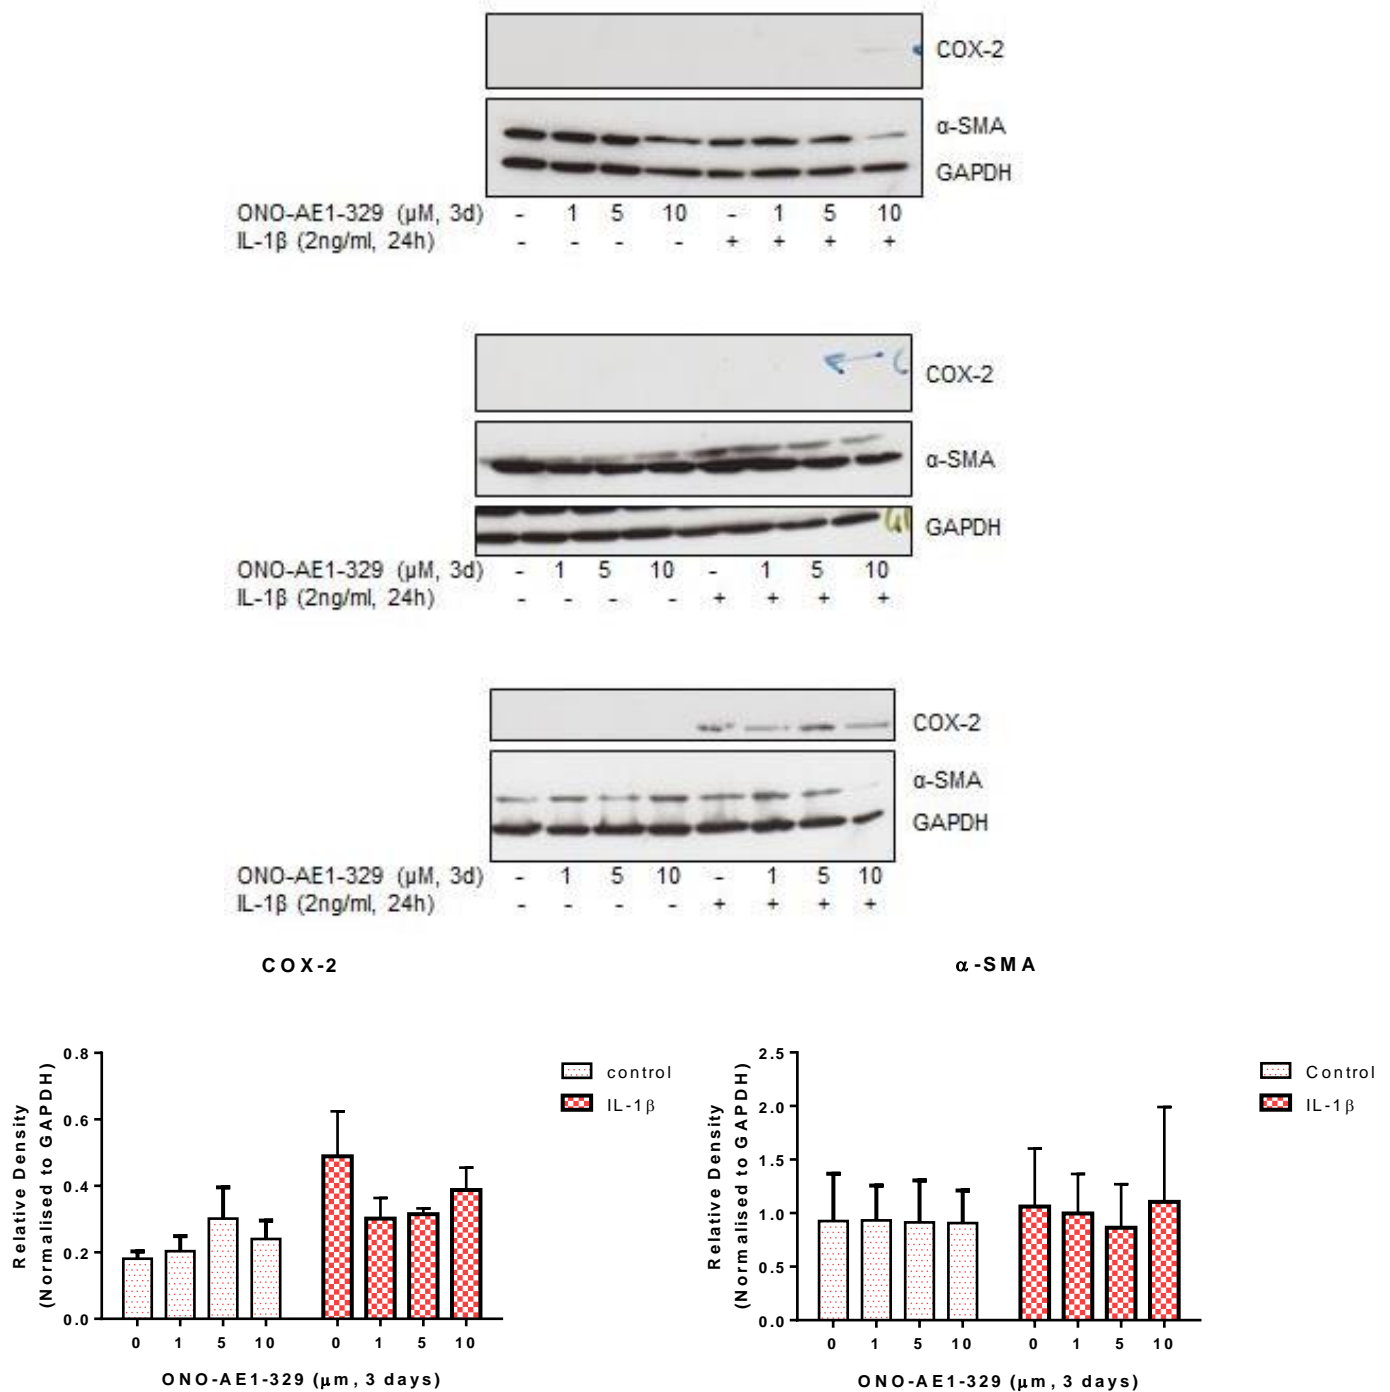 COX-2
α-SMA
GAPDH
ONO-AE1-329 (μM, 3d) - 1 5 10 - 1 5 10
IL-1β (2ng/ml, 24h) - - - - + + + +
COX-2
α-SMA
GAPDH
ONO-AE1-329 (μM, 3d) - 1 5 10 - 1 5 10
IL-1β (2ng/ml, 24h) - - - - + + + +
COX-2
α-SMA
GAPDH
ONO-AE1-329 (μM, 3d) - 1 5 10 - 1 5 10
IL-1β (2ng/ml, 24h) - - - - + + + +
COX-2
Relative Density
(Normalised to GAPDH)
0.8
0.6
0.4
0.2
0.0
0 1 5 10 0 1 5 10
ONO-AE1-329 (μm, 3 days)
control
IL-1β
α-SMA
Relative Density
(Normalised to GAPDH)
2.5
2.0
1.5
1.0
0.5
0.0
0 1 5 10 0 1 5 10
ONO-AE1-329 (μm, 3 days)
Control
IL-1β